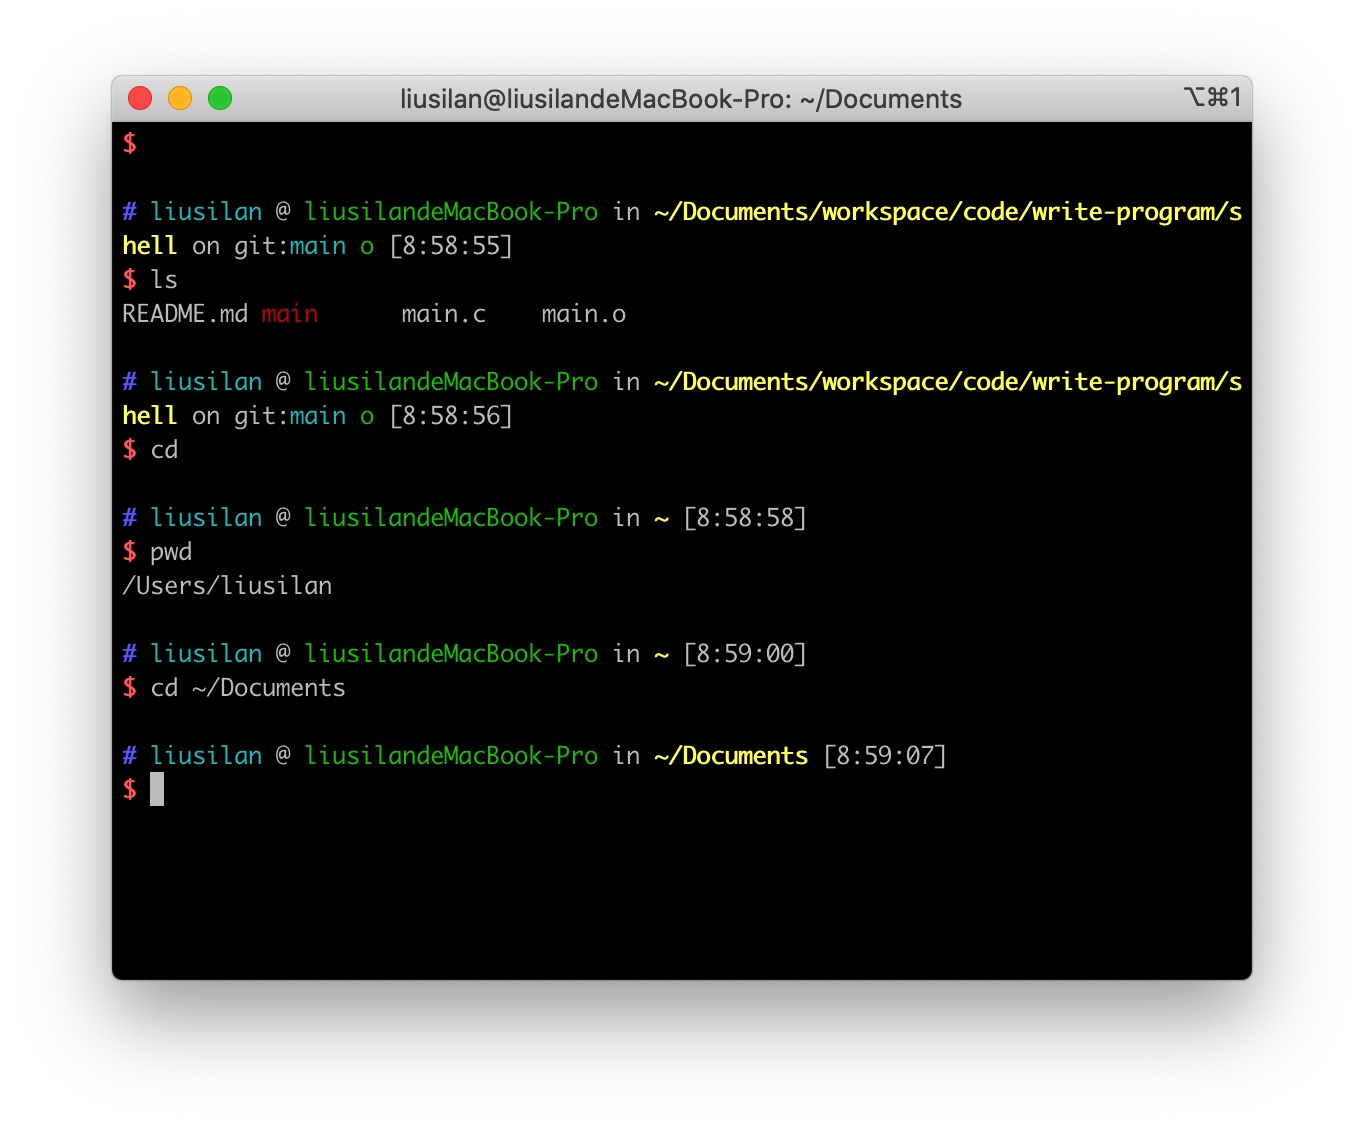 liusilan@liusilandeMacBook-Pro: ~/Documents ⌥⌘1
$
# liusilan @ liusilandeMacBook-Pro in ~/Documents/workspace/code/write-program/s
hell on git:main o [8:58:55]
$ ls
README.md main      main.c    main.o
# liusilan @ liusilandeMacBook-Pro in ~/Documents/workspace/code/write-program/s
hell on git:main o [8:58:56]
$ cd
# liusilan @ liusilandeMacBook-Pro in ~ [8:58:58]
$ pwd
/Users/liusilan
# liusilan @ liusilandeMacBook-Pro in ~ [8:59:00]
$ cd ~/Documents
# liusilan @ liusilandeMacBook-Pro in ~/Documents [8:59:07]
$